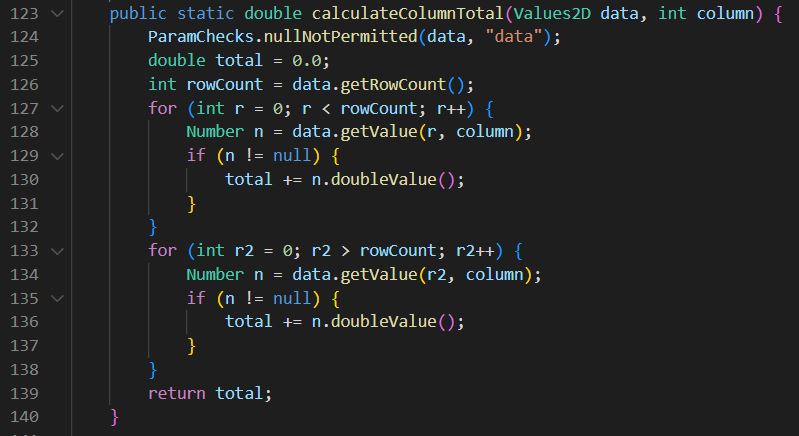 123 public static double calculateColumnTotal(Values2D data, int column) {
124 ParamChecks.nullNotPermitted(data, "data");
125 double total = 0.0;
126 int rowCount = data.getRowCount();
127 for (int r = 0; r < rowCount; r++) {
128 Number n = data.getValue(r, column);
129 if (n != null) {
130 total += n.doubleValue();
131 }
132 }
133 for (int r2 = 0; r2 > rowCount; r2++) {
134 Number n = data.getValue(r2, column);
135 if (n != null) {
136 total += n.doubleValue();
137 }
138 }
139 return total;
140 }